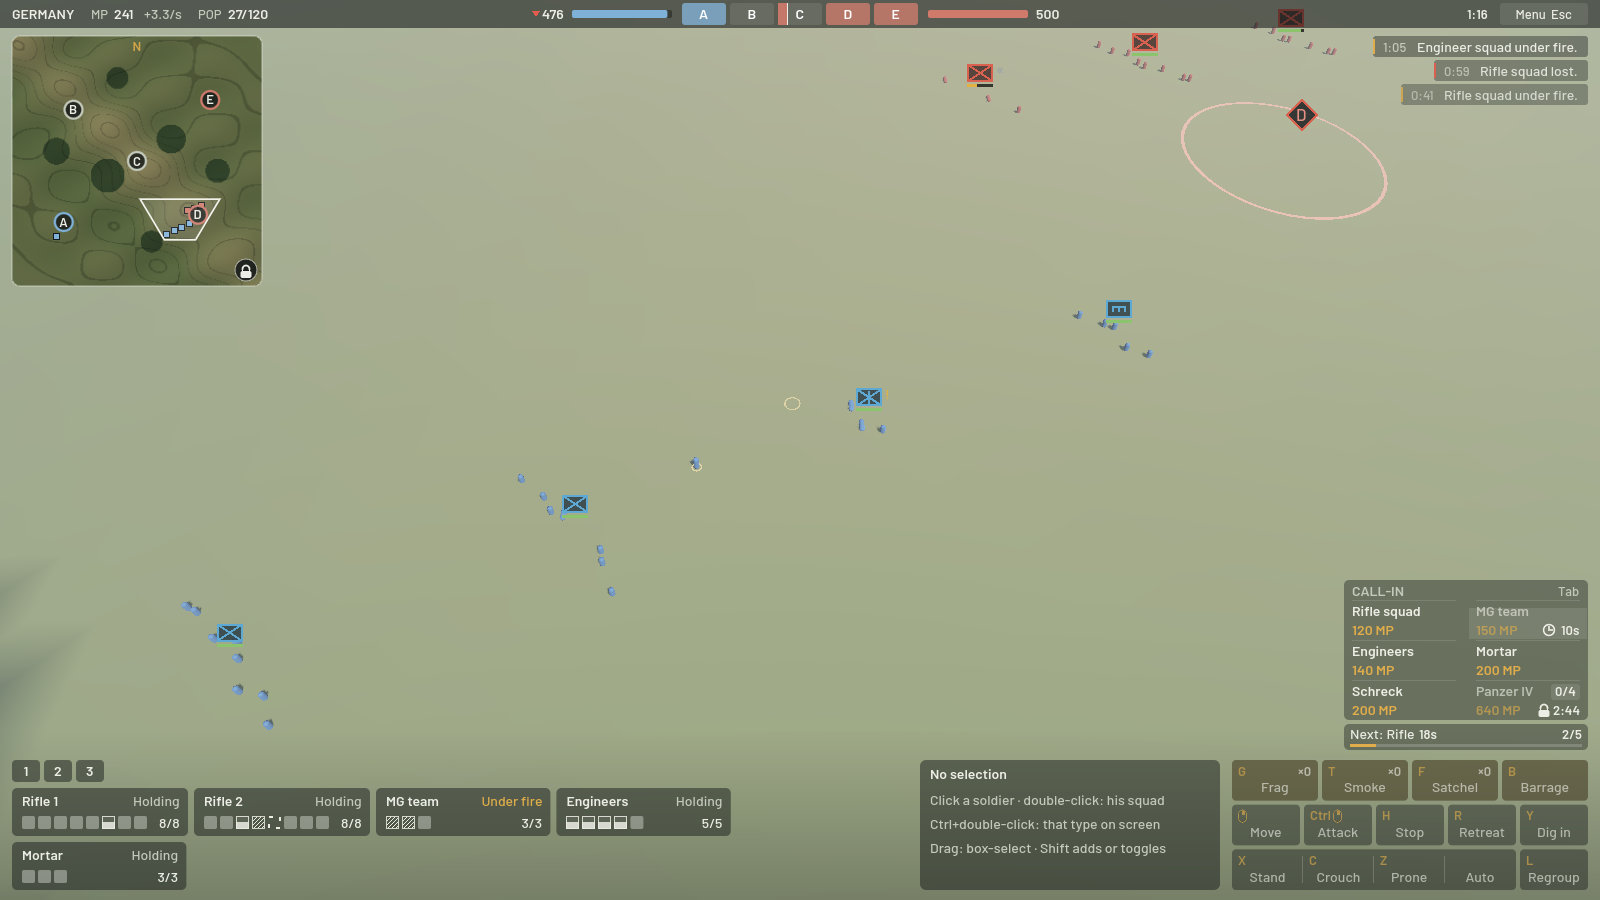 GERMANY MP 241 +3.3/s POP 27/120
476 A B C D E 500
1:16 Menu Esc
N
B
E
C
A
D
1:05 Engineer squad under fire.
0:59 Rifle squad lost.
0:41 Rifle squad under fire.
D
E
CALL-IN Tab
Rifle squad MG team
120 MP 150 MP 10s
Engineers Mortar
140 MP 200 MP
Schreck Panzer IV 0/4
200 MP 640 MP 2:44
Next: Rifle 18s 2/5
1 2 3
Rifle 1 Holding
8/8
Rifle 2 Holding
8/8
MG team Under fire
3/3
Engineers Holding
5/5
Mortar Holding
3/3
No selection
Click a soldier · double-click: his squad
Ctrl+double-click: that type on screen
Drag: box-select · Shift adds or toggles
G ×0 T ×0 F ×0 B
Frag Smoke Satchel Barrage
Ctrl H R Y
Move Attack Stop Retreat Dig in
X C Z L
Stand Crouch Prone Auto Regroup